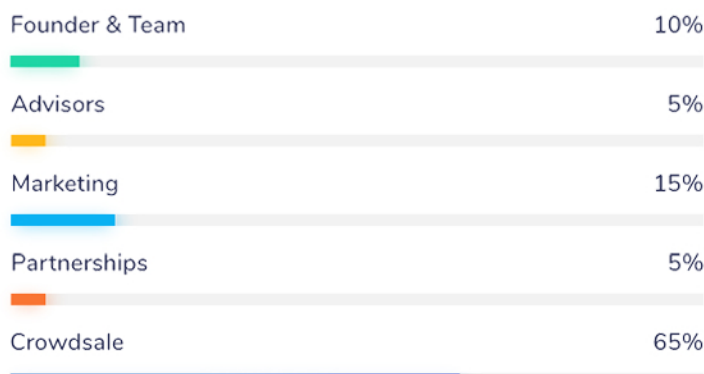 Founder & Team 10%
Advisors 5%
Marketing 15%
Partnerships 5%
Crowdsale 65%